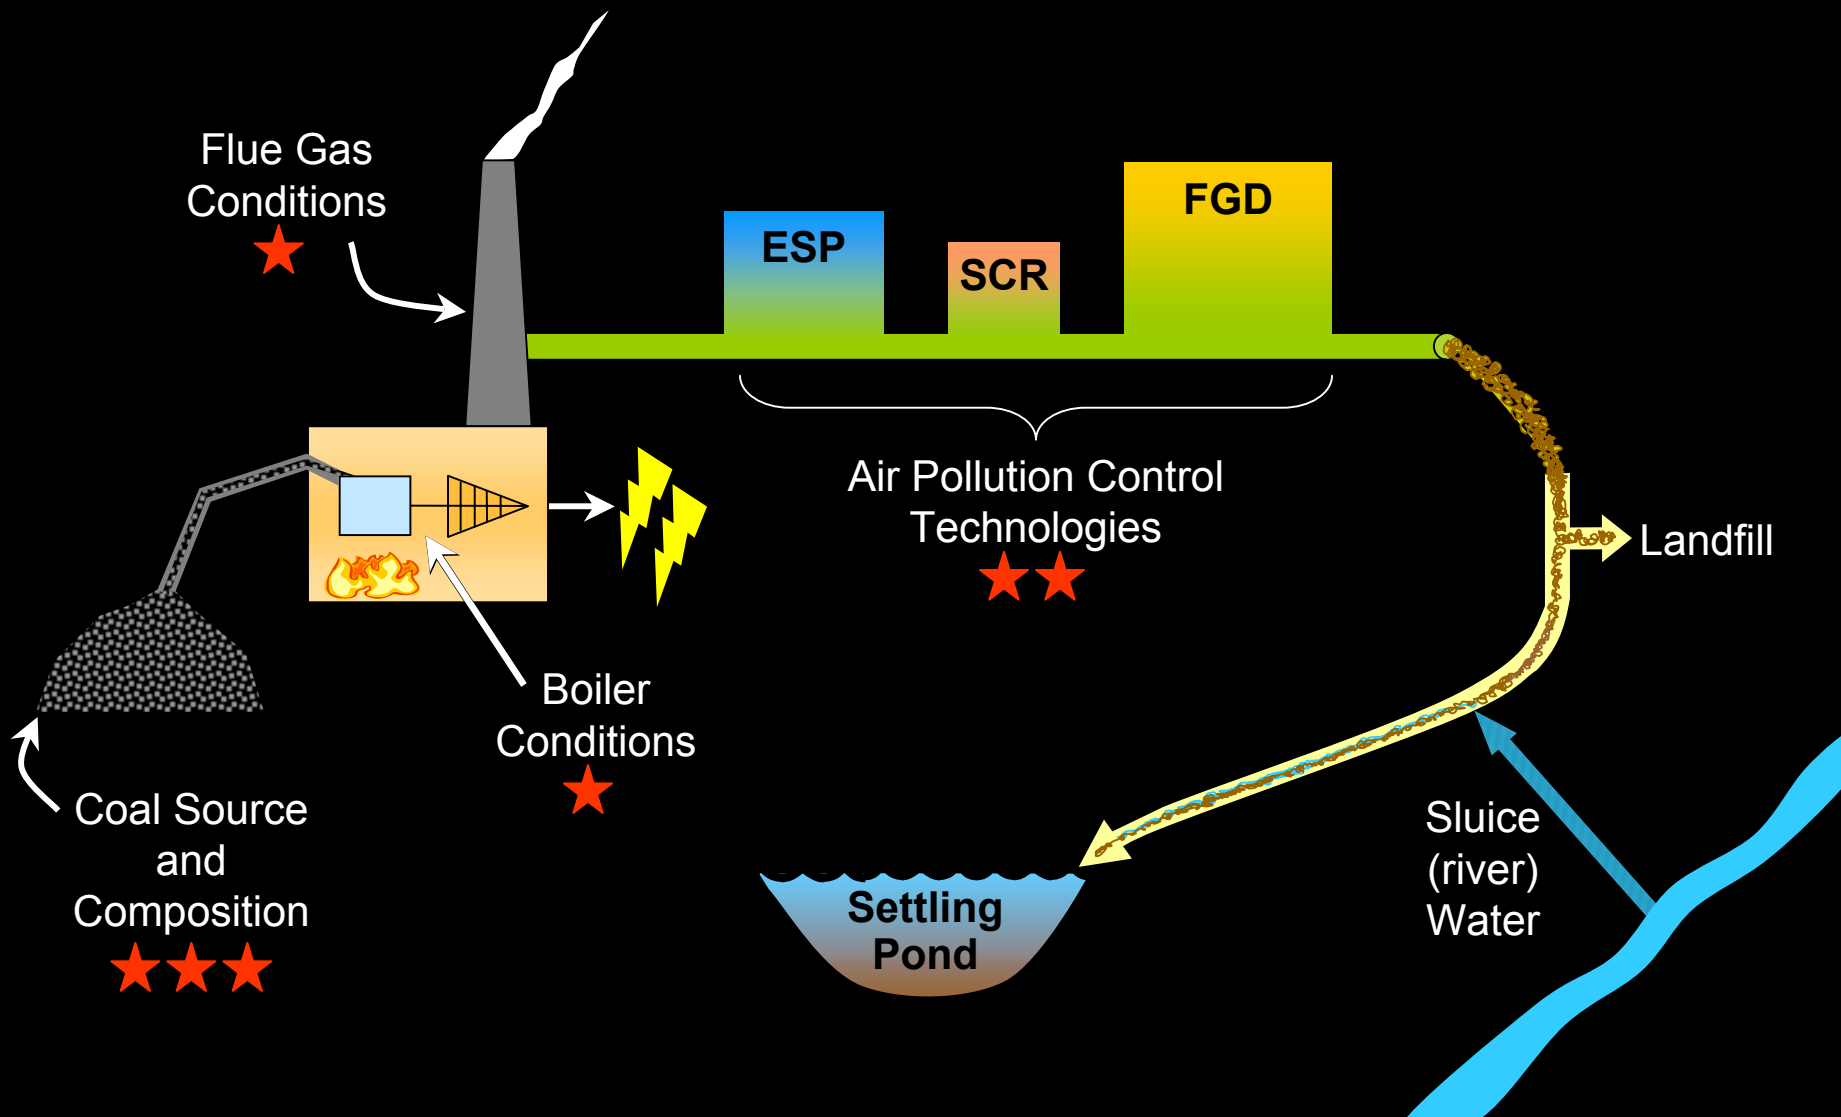 Flue Gas
Conditions
ESP
SCR
FGD
Air Pollution Control
Technologies
Landfill
Boiler
Conditions
Coal Source
and
Composition
Sluice
(river)
Water
Settling
Pond